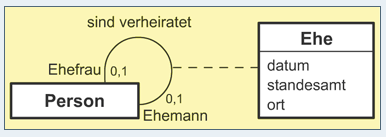 sind verheiratet
Ehe
Ehefrau
0,1
datum
standesamt
ort
Person
0,1
Ehemann